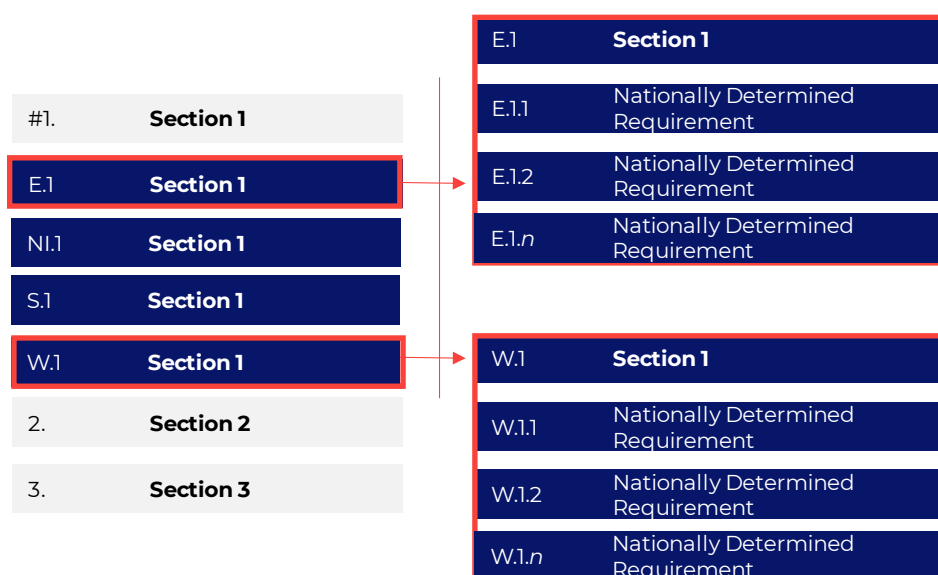 #1. Section 1
E.1 Section 1
NI.1 Section 1
S.1 Section 1
W.1 Section 1
2. Section 2
3. Section 3
E.1 Section 1
E.1.1 Nationally Determined
Requirement
E.1.2 Nationally Determined
Requirement
E.1.n Nationally Determined
Requirement
W.1 Section 1
W.1.1 Nationally Determined
Requirement
W.1.2 Nationally Determined
Requirement
W.1.n Nationally Determined
Requirement